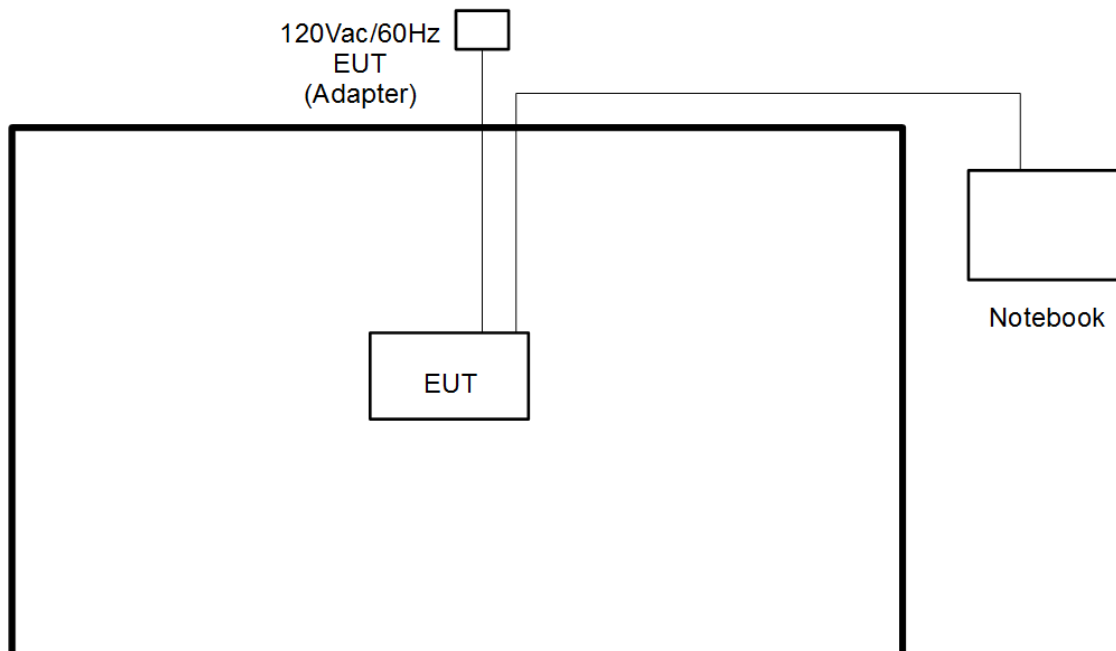 120Vac/60Hz
EUT
(Adapter)
EUT
Notebook